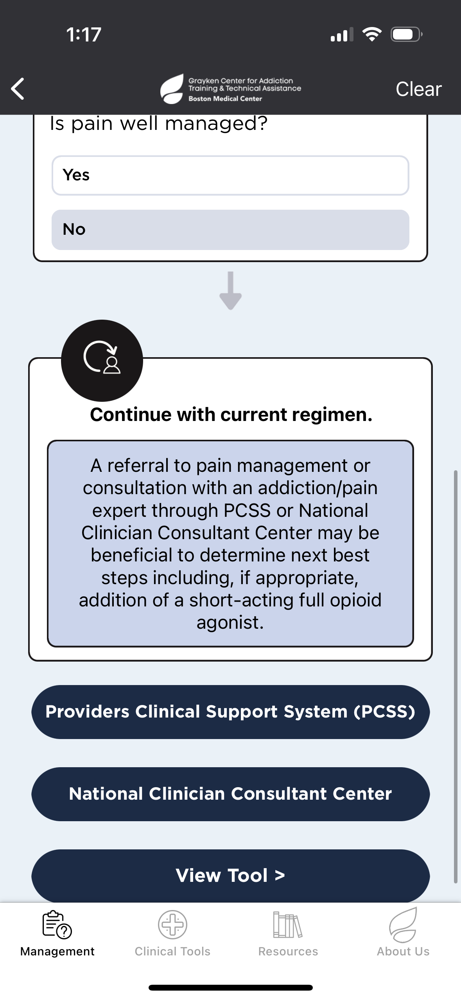 1:17
Grayken Center for Addiction
Training & Technical Assistance
Boston Medical Center
Clear
Is pain well managed?
Yes
No
Continue with current regimen.
A referral to pain management or
consultation with an addiction/pain
expert through PCSS or National
Clinician Consultant Center may be
beneficial to determine next best
steps including, if appropriate,
addition of a short-acting full opioid
agonist.
Providers Clinical Support System (PCSS)
National Clinician Consultant Center
View Tool >
Management
Clinical Tools
Resources
About Us